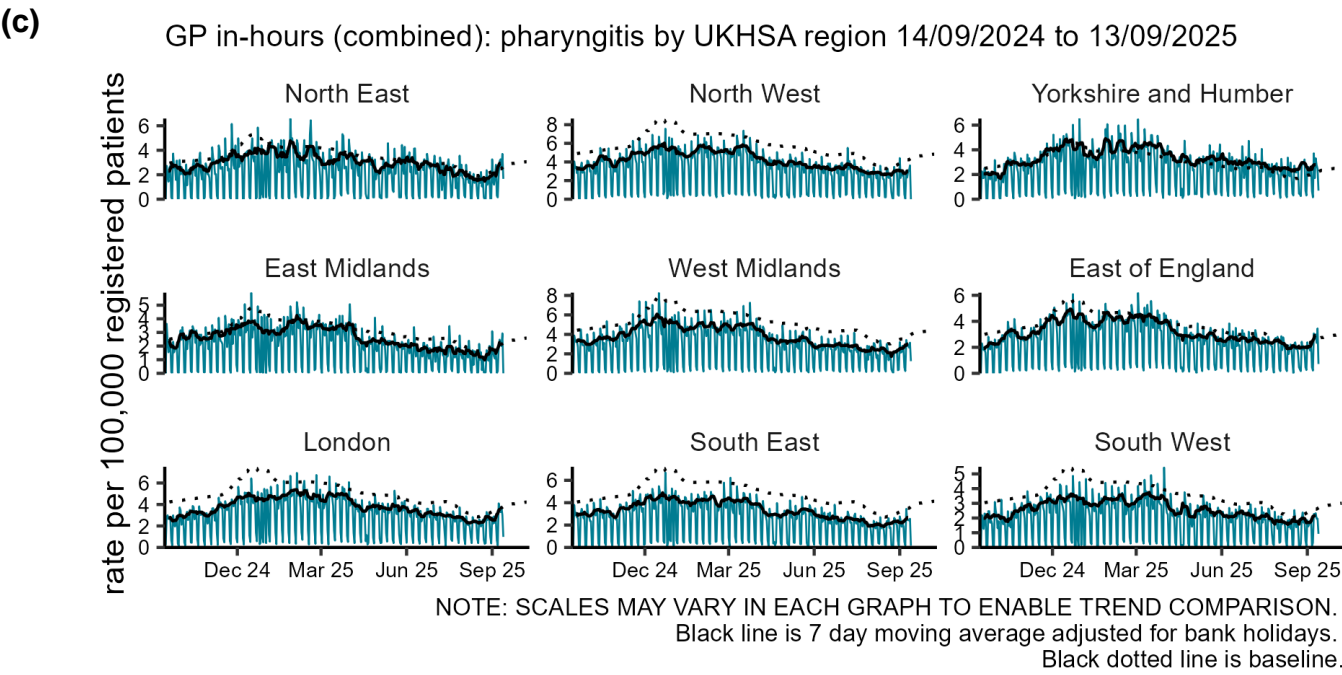 (c)
GP in-hours (combined): pharyngitis by UKHSA region 14/09/2024 to 13/09/2025
rate per 100,000 registered patients
North East
6
4
2
0
North West
8
6
4
2
0
Yorkshire and Humber
6
4
2
0
East Midlands
5
4
3
2
1
0
West Midlands
8
6
4
2
0
East of England
6
4
2
0
London
6
4
2
0
South East
6
4
2
0
South West
5
4
3
2
1
0
Dec 24 Mar 25 Jun 25 Sep 25
Dec 24 Mar 25 Jun 25 Sep 25
Dec 24 Mar 25 Jun 25 Sep 25
NOTE: SCALES MAY VARY IN EACH GRAPH TO ENABLE TREND COMPARISON.
Black line is 7 day moving average adjusted for bank holidays.
Black dotted line is baseline.